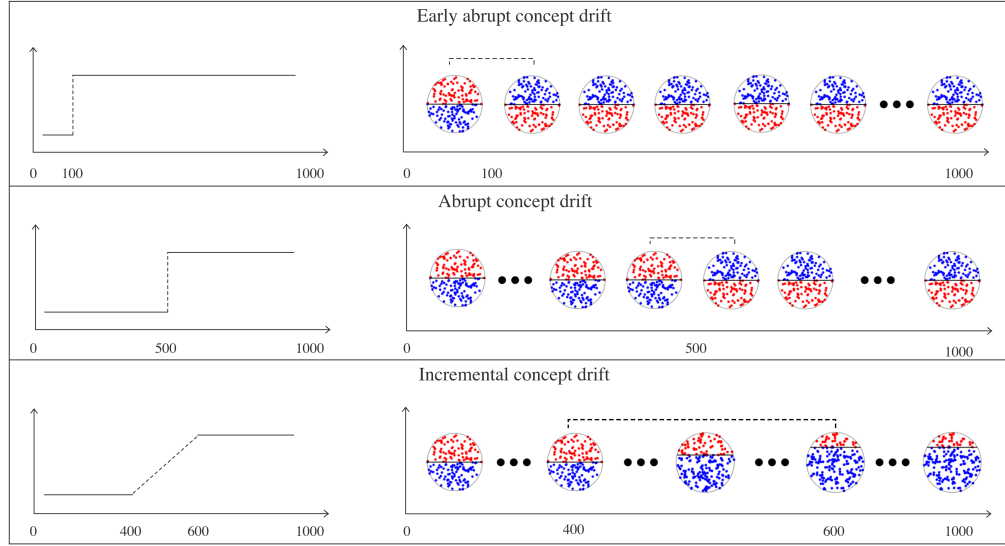 Early abrupt concept drift
0 100 1000
0 100 1000
Abrupt concept drift
0 500 1000
0 500 1000
Incremental concept drift
0 400 600 1000
0 400 600 1000